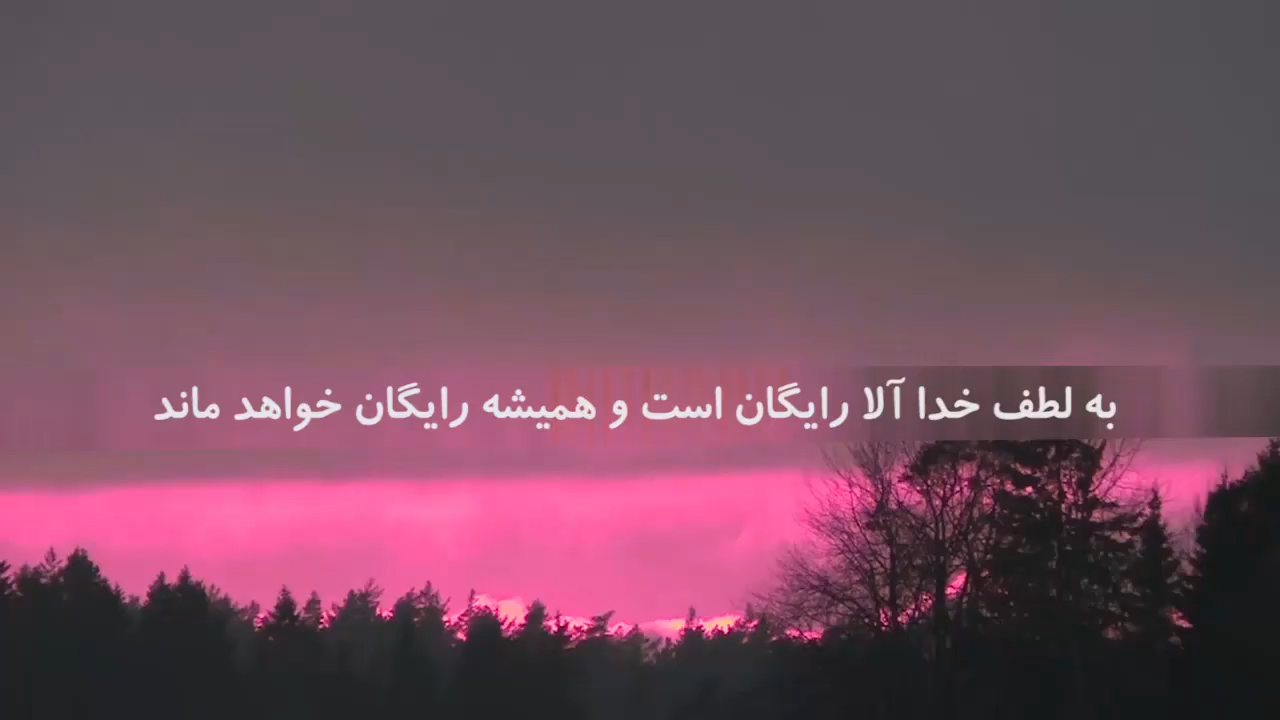 به لطف خدا آلا رایگان است و همیشه رایگان خواهد ماند